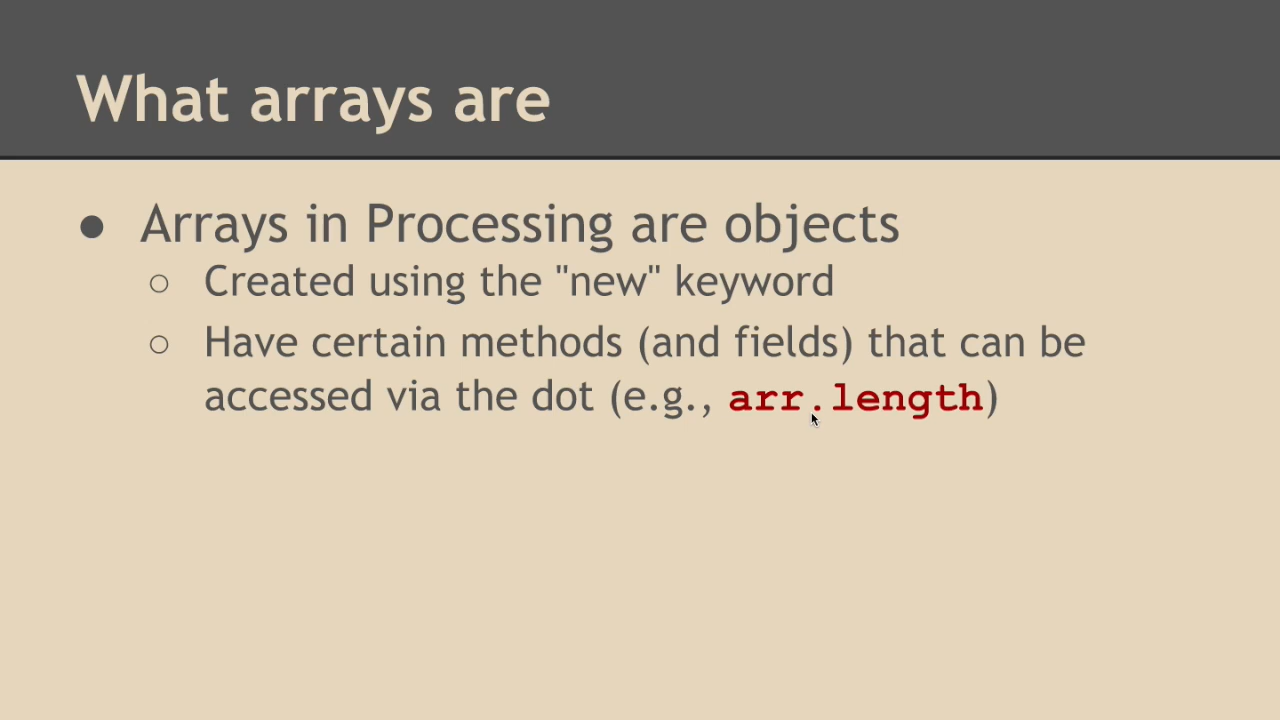 What arrays are
● Arrays in Processing are objects
○ Created using the "new" keyword
○ Have certain methods (and fields) that can be
accessed via the dot (e.g., arr.length)